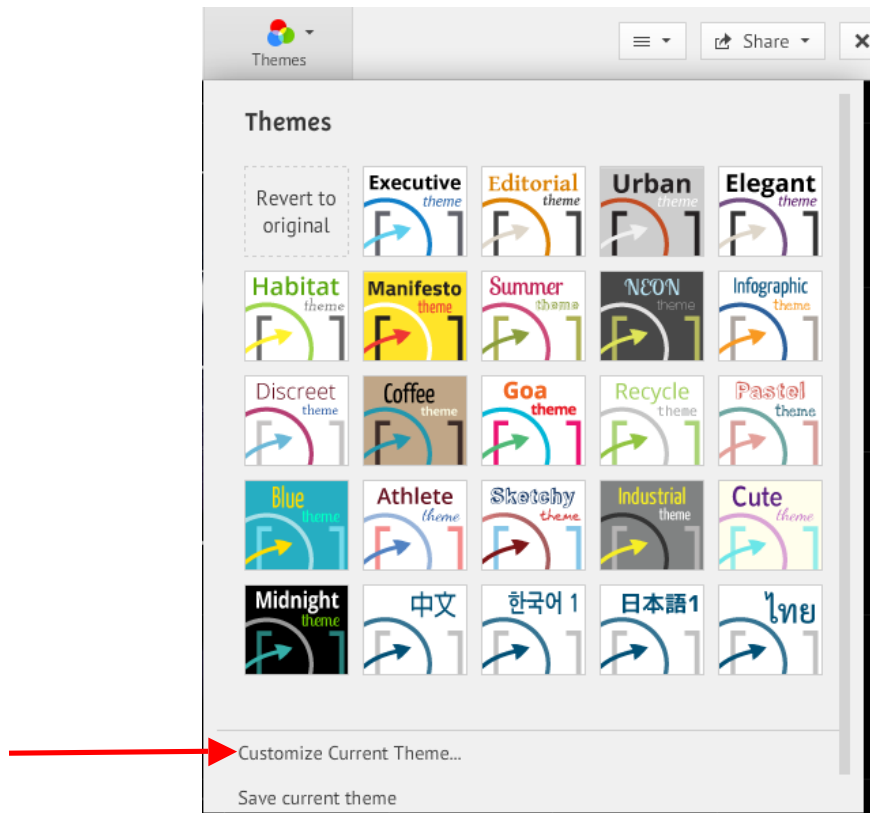 Themes
Share
Themes
Revert to
original
Executive
theme
Editorial
theme
Urban
theme
Elegant
theme
Habitat
theme
Manifesto
theme
Summer
theme
NEON
theme
Infographic
theme
Discreet
theme
Coffee
theme
Goa
theme
Recycle
theme
Pastel
theme
Blue
theme
Athlete
theme
Sketchy
theme
Industrial
theme
Cute
theme
Midnight
theme
中文
한국어 1
日本語1
ไทย
Customize Current Theme...
Save current theme